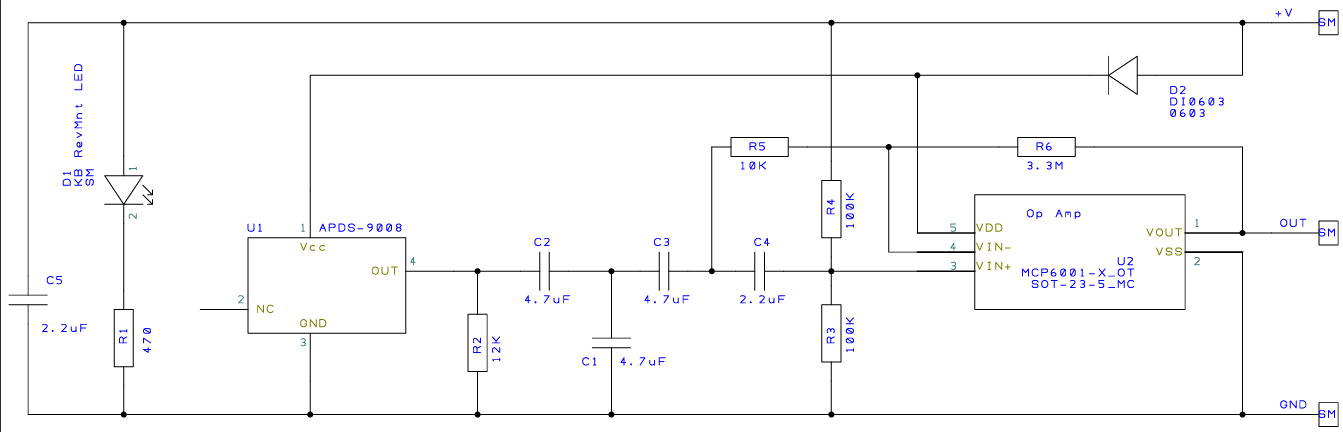 +V
SM
D1
KB RevMnt LED
SM
1
2
D2
DI0603
0603
R5
10K
R6
3.3M
U1
APDS-9008
1
Vcc
OUT
4
2
NC
GND
3
C5
2.2uF
R1
470
R2
12K
C2
4.7uF
C1
4.7uF
C3
4.7uF
C4
2.2uF
R4
100K
R3
100K
Op Amp
5
VDD
4
VIN-
3
VIN+
VOUT
1
VSS
2
U2
MCP6001-X_OT
SOT-23-5_MC
OUT
SM
GND
SM